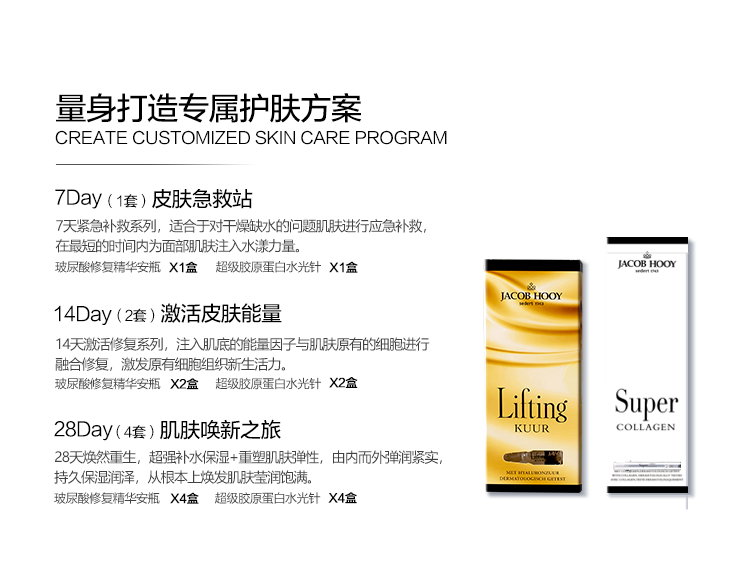 量身打造专属护肤方案
CREATE CUSTOMIZED SKIN CARE PROGRAM
7Day（1套）皮肤急救站
7天紧急补救系列，适合于对干燥缺水的问题肌肤进行应急补救，
在最短的时间内为面部肌肤注入水漾力量。
玻尿酸修复精华安瓶 X1盒 超级胶原蛋白水光针 X1盒
14Day（2套）激活皮肤能量
14天激活修复系列，注入肌底的能量因子与肌肤原有的细胞进行
融合修复，激发原有细胞组织新生活力。
玻尿酸修复精华安瓶 X2盒 超级胶原蛋白水光针 X2盒
28Day（4套）肌肤唤新之旅
28天焕然重生，超强补水保湿+重塑肌肤弹性，由内而外弹润紧实，
持久保湿润泽，从根本上焕发肌肤莹润饱满。
玻尿酸修复精华安瓶 X4盒 超级胶原蛋白水光针 X4盒
JACOB HOOY
sedert 1743
Lifting
KUUR
MET HYALURONZUUR
DERMATOLOGISCH GETEST
JACOB HOOY
sedert 1743
Super
COLLAGEN